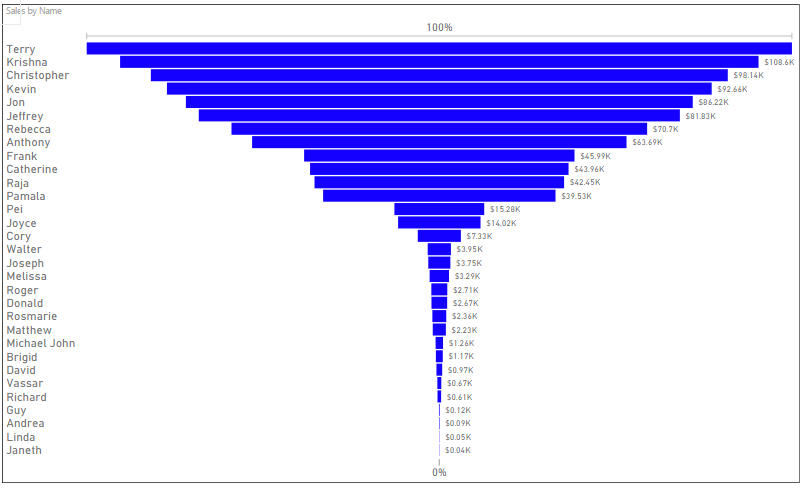 Sales by Name
100%
Terry
Krishna $108.6K
Christopher $98.14K
Kevin $92.66K
Jon $86.22K
Jeffrey $81.83K
Rebecca $70.7K
Anthony $63.69K
Frank $45.99K
Catherine $43.96K
Raja $42.45K
Pamala $39.53K
Pei $15.28K
Joyce $14.02K
Cory $7.33K
Walter $3.95K
Joseph $3.75K
Melissa $3.29K
Roger $2.71K
Donald $2.67K
Rosmarie $2.36K
Matthew $2.23K
Michael John $1.26K
Brigid $1.17K
David $0.97K
Vassar $0.67K
Richard $0.61K
Guy $0.12K
Andrea $0.09K
Linda $0.05K
Janeth $0.04K
0%